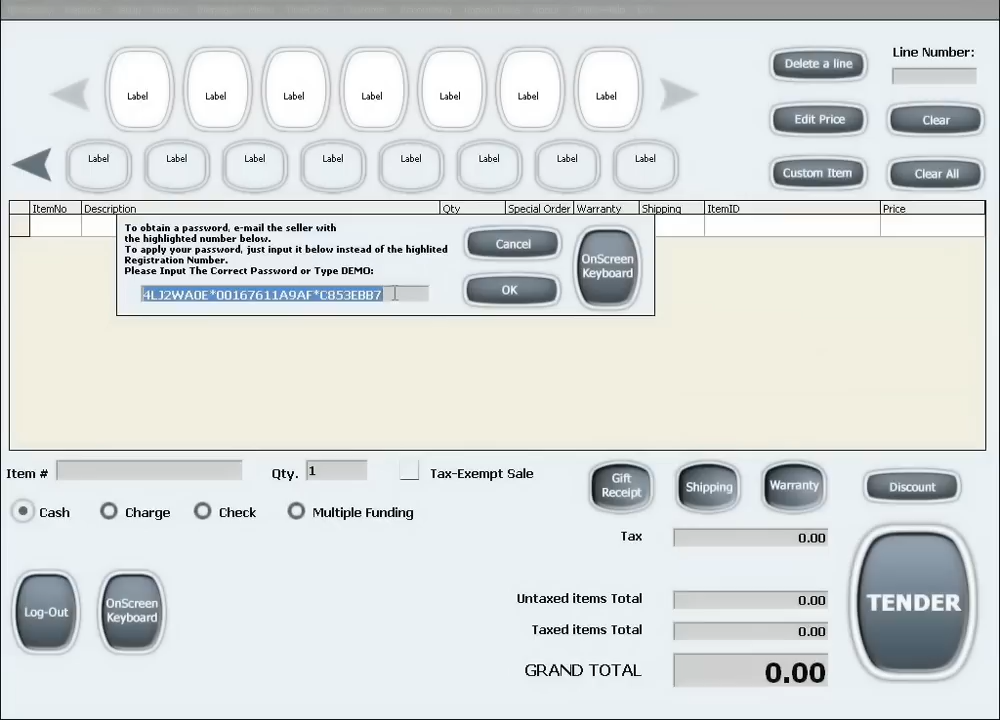 Line Number:
Delete a line
Label Label Label Label Label Label Label
Edit Price
Clear
Label Label Label Label Label Label Label Label
Custom Item
Clear All
ItemNo Description Qty Special Order Warranty Shipping ItemID Price
To obtain a password, e-mail the seller with
the highlighted number below.
To apply your password, just input it below instead of the highlited
Registration Number.
Please Input The Correct Password or Type DEMO:
Cancel
OnScreen
Keyboard
OK
Item #
Qty. 1
Tax-Exempt Sale
Gift
Receipt
Shipping
Warranty
Discount
Cash Charge Check Multiple Funding
Tax 0.00
Log-Out
OnScreen
Keyboard
Untaxed items Total 0.00
TENDER
Taxed items Total 0.00
GRAND TOTAL 0.00